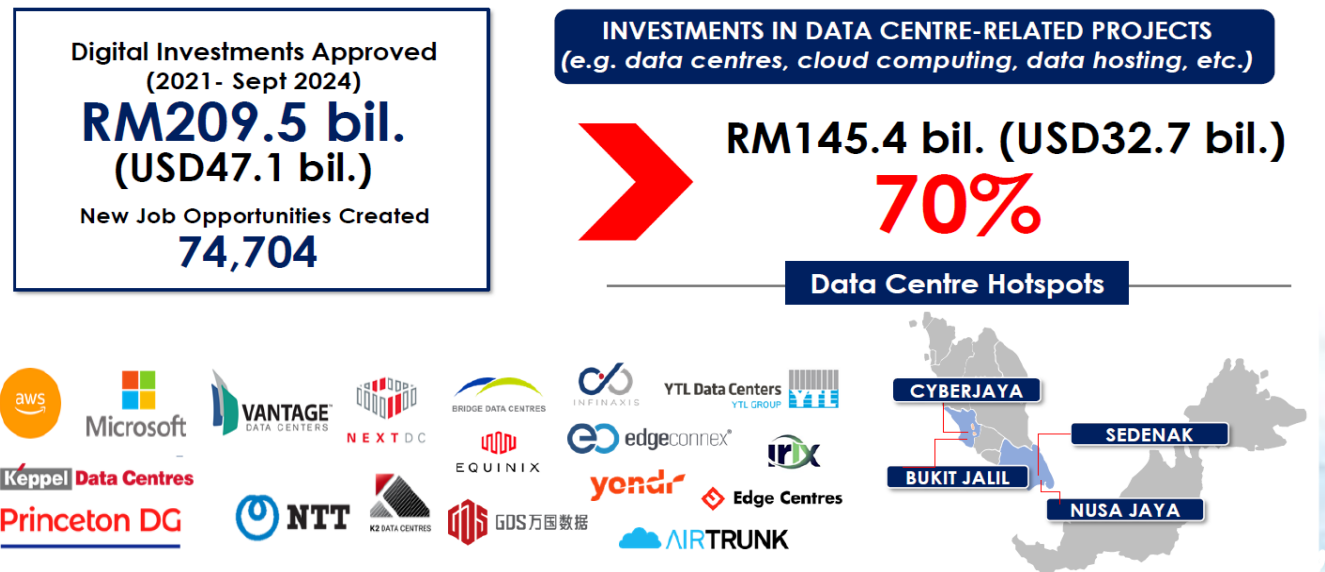 Digital Investments Approved
(2021- Sept 2024)
RM209.5 bil.
(USD47.1 bil.)
New Job Opportunities Created
74,704
INVESTMENTS IN DATA CENTRE-RELATED PROJECTS
(e.g. data centres, cloud computing, data hosting, etc.)
RM145.4 bil. (USD32.7 bil.)
70%
Data Centre Hotspots
aws
Microsoft
VANTAGE
DATA CENTERS
NEXTDC
BRIDGE DATA CENTRES
INFINAXIS
YTL Data Centers
YTL GROUP
YTL
EQUINIX
edgeconnex®
irix
Keppel Data Centres
Princeton DG
NTT
K2 DATA CENTRES
GDS
GDS万国数据
yondr
Edge Centres
AIRTRUNK
CYBERJAYA
SEDENAK
BUKIT JALIL
NUSA JAYA